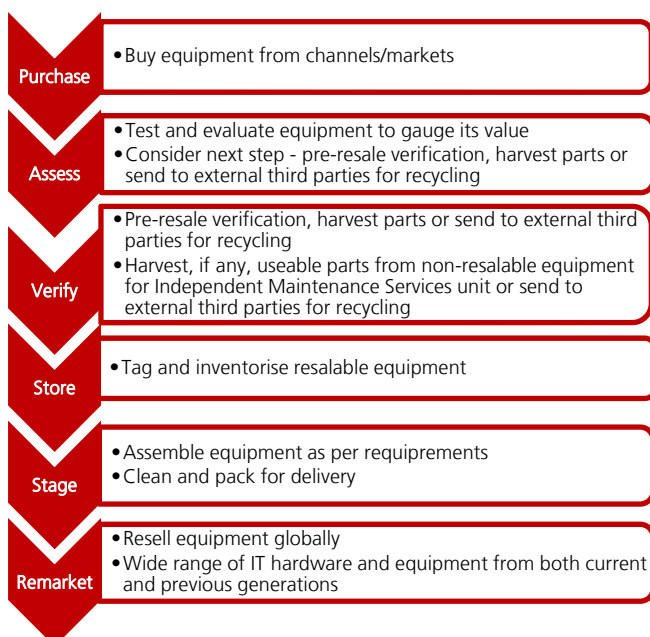 Purchase
•Buy equipment from channels/markets
Assess
•Test and evaluate equipment to gauge its value
•Consider next step - pre-resale verification, harvest parts or
send to external third parties for recycling
Verify
•Pre-resale verification, harvest parts or send to external third
parties for recycling
•Harvest, if any, useable parts from non-resalable equipment
for Independent Maintenance Services unit or send to
external third parties for recycling
Store
•Tag and inventorise resalable equipment
Stage
•Assemble equipment as per requiprements
•Clean and pack for delivery
Remarket
•Resell equipment globally
•Wide range of IT hardware and equipment from both current
and previous generations